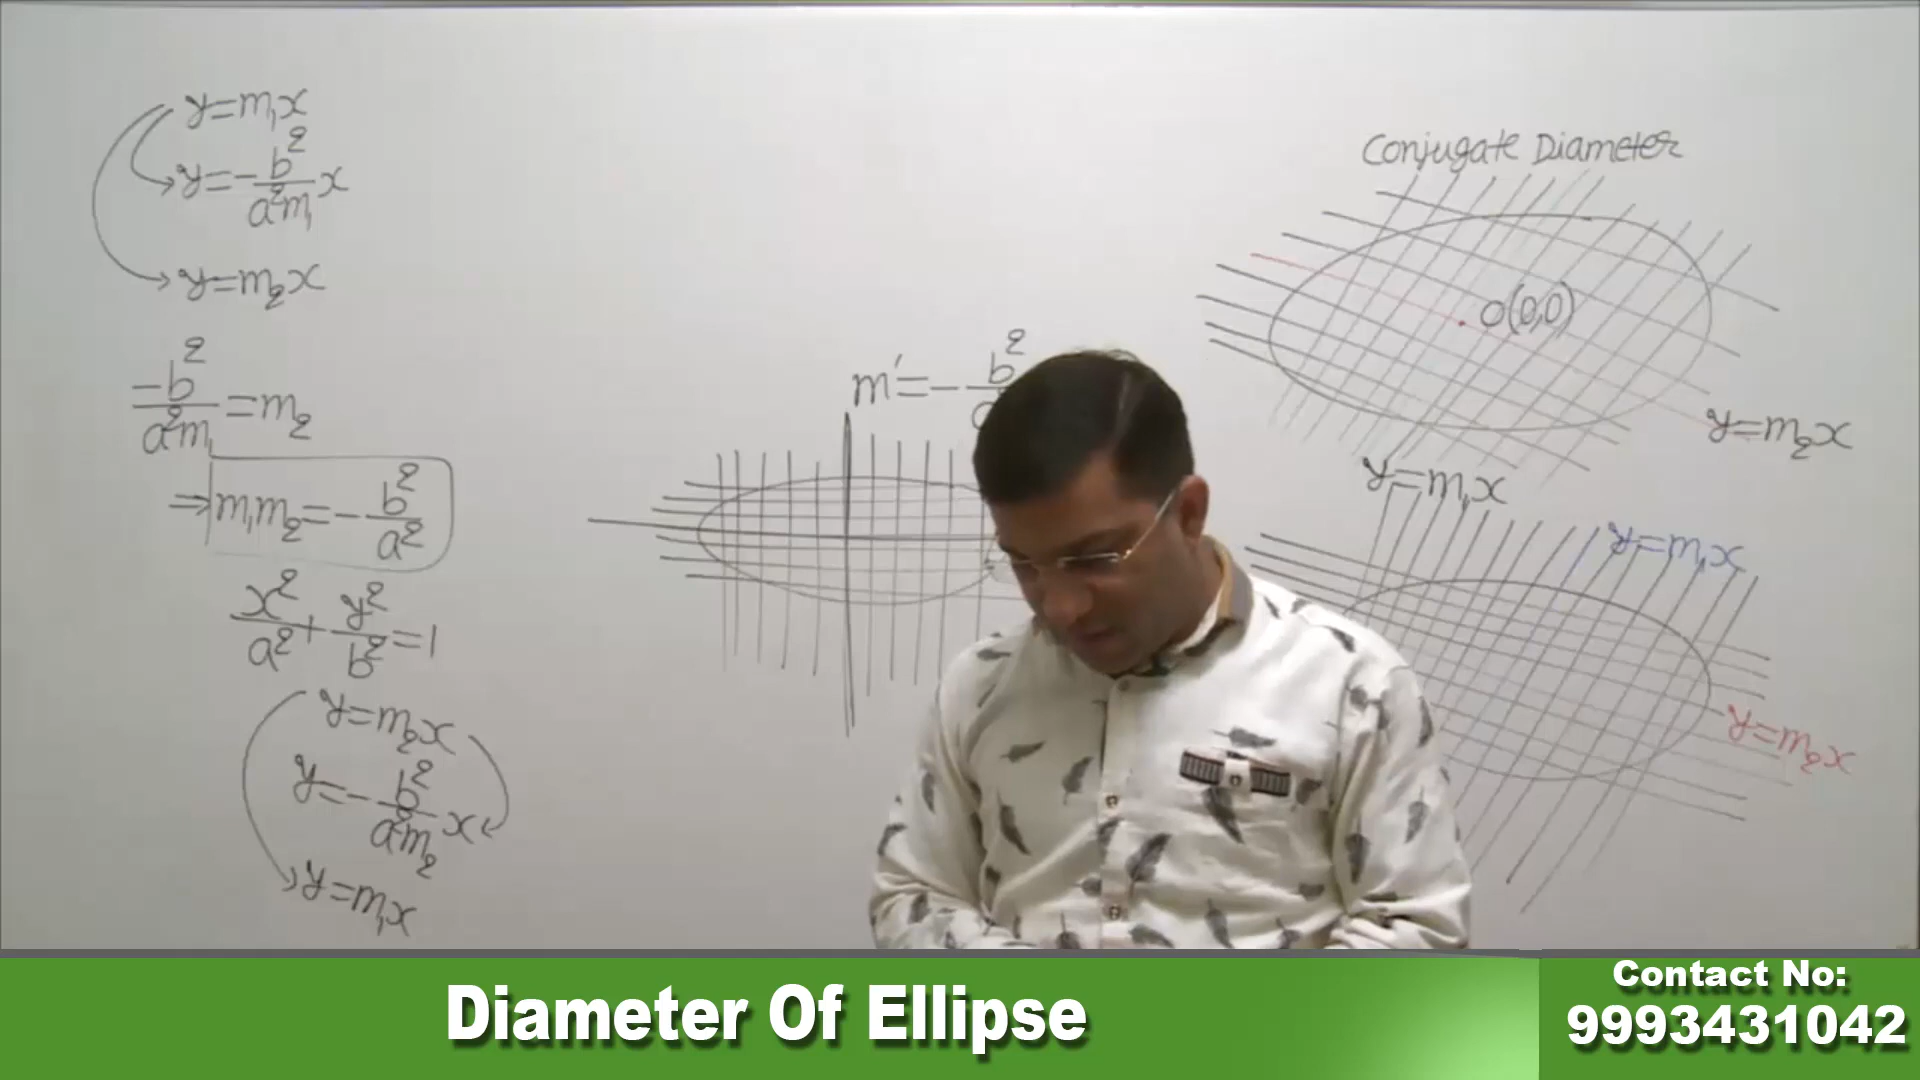 y=m₁x
y=-b²/a²m₁ x
y=m₂x
-b²/a²m₁ =m₂
⇒ m₁m₂=-b²/a²
x²/a²+y²/b²=1
y=m₂x
y=-b²/a²m₂ x
y=m₁x
m'=-b²
Conjugate Diameter
O(0,0)
y=m₂x
y=m₁x
y=m₁x
y=m₂x
Diameter Of Ellipse
Contact No:
9993431042